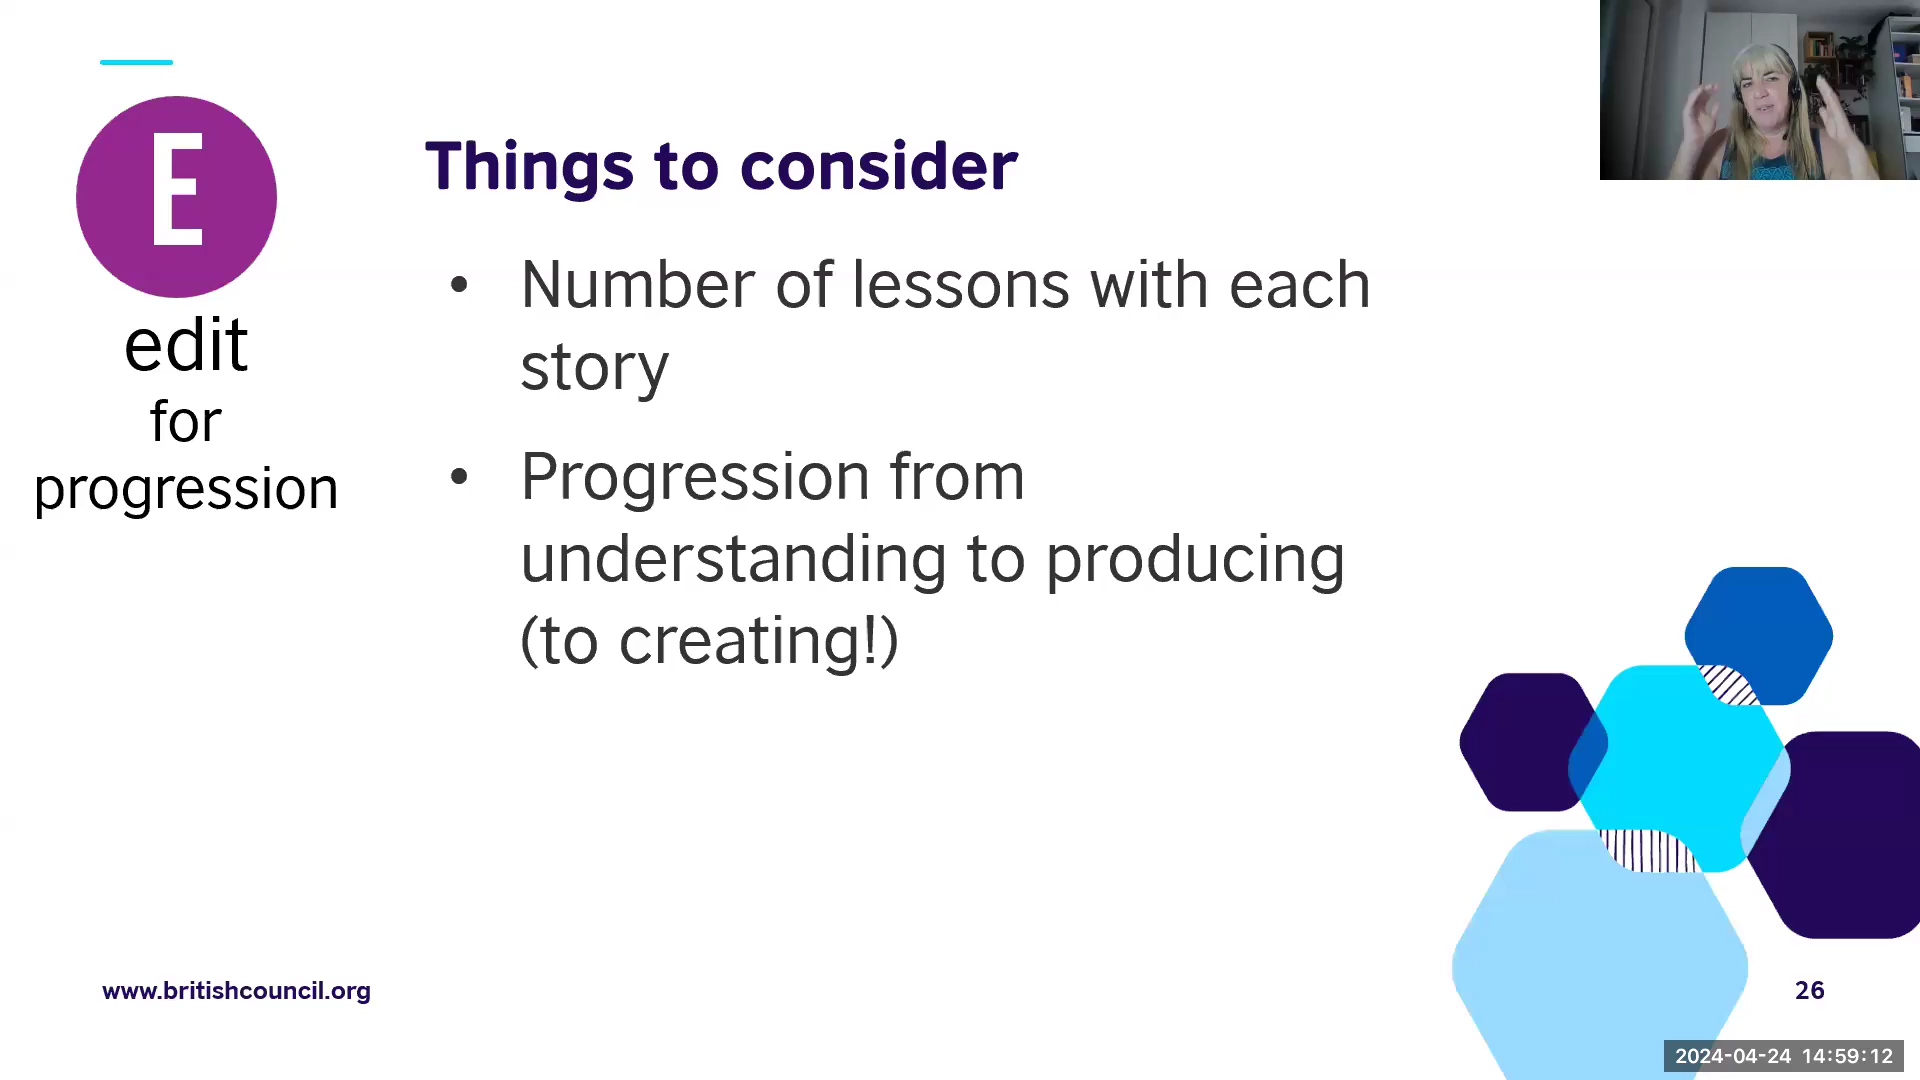 E
edit
for
progression
Things to consider
• Number of lessons with each
story
• Progression from
understanding to producing
(to creating!)
www.britishcouncil.org
26
2024-04-24 14:59:12